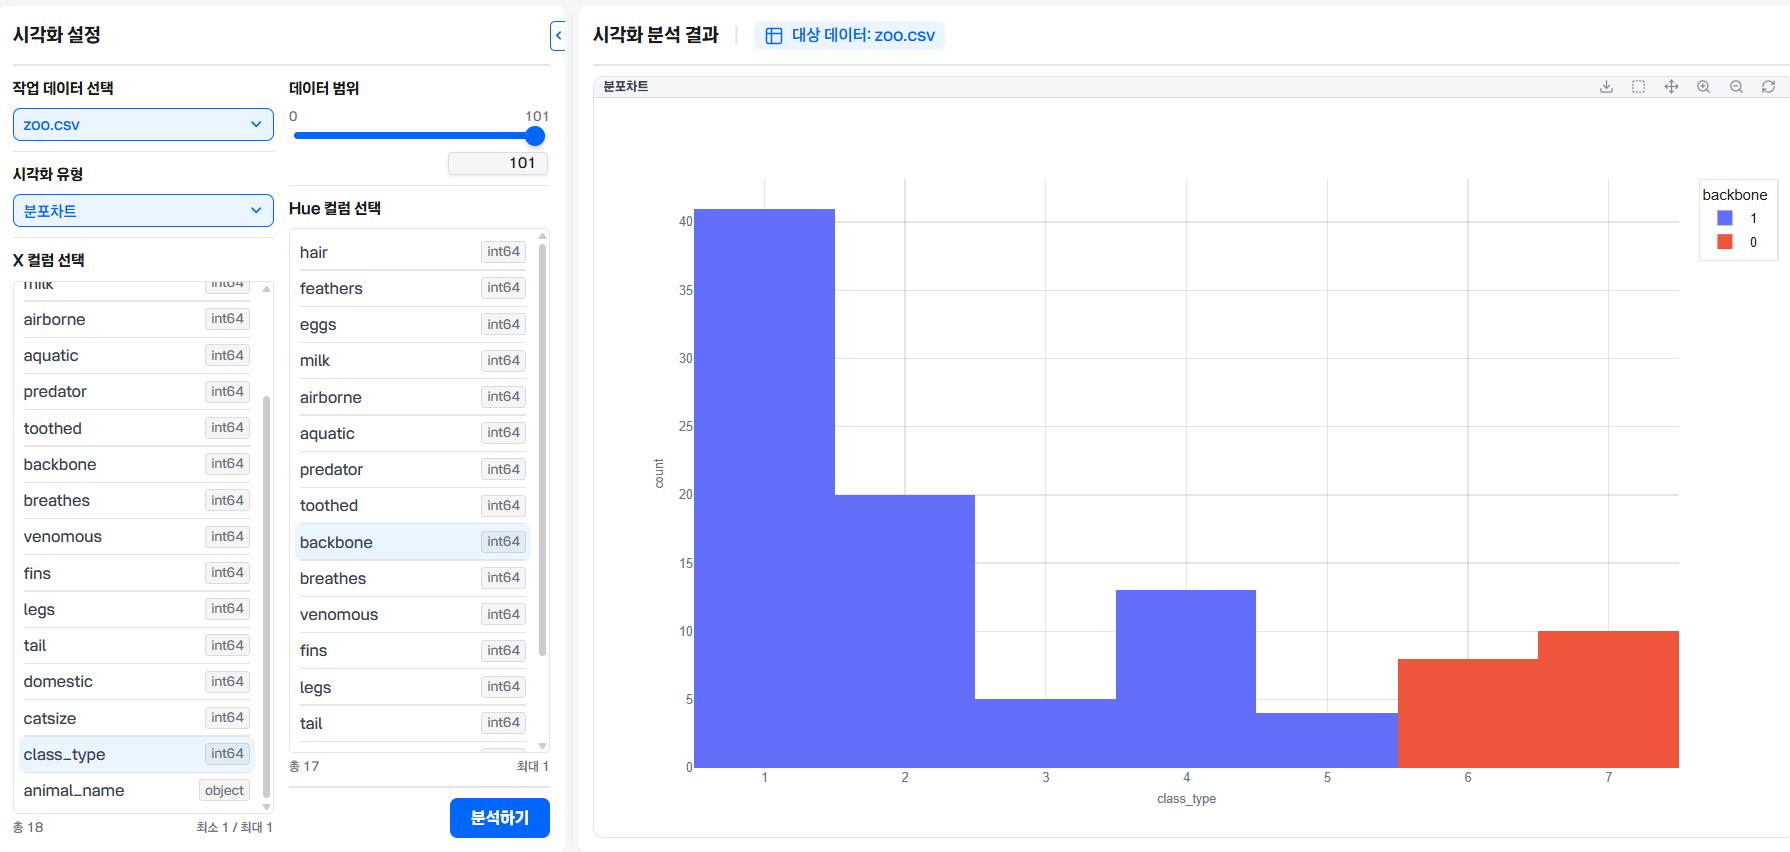 시각화 설정
작업 데이터 선택
zoo.csv
시각화 유형
분포차트
X 컬럼 선택
milk int64
airborne int64
aquatic int64
predator int64
toothed int64
backbone int64
breathes int64
venomous int64
fins int64
legs int64
tail int64
domestic int64
catsize int64
class_type int64
animal_name object
총 18 최소 1 / 최대 1
데이터 범위
0 101
101
Hue 컬럼 선택
hair int64
feathers int64
eggs int64
milk int64
airborne int64
aquatic int64
predator int64
toothed int64
backbone int64
breathes int64
venomous int64
fins int64
legs int64
tail int64
총 17 최대 1
분석하기
시각화 분석 결과
대상 데이터: zoo.csv
분포차트
backbone
1
0
count
40
35
30
25
20
15
10
5
0
1 2 3 4 5 6 7
class_type